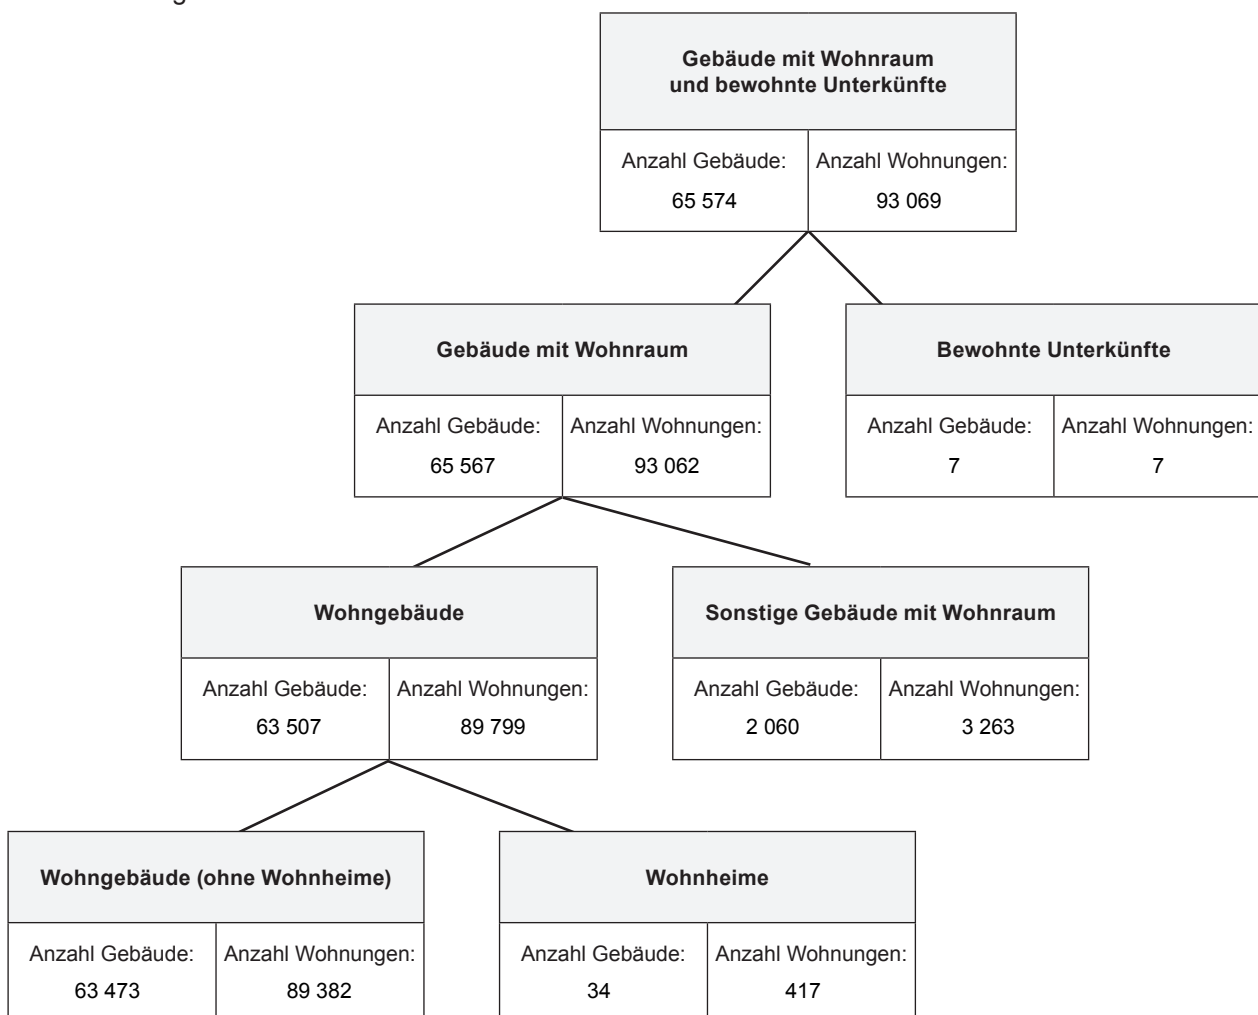 Gebäude mit Wohnraum
und bewohnte Unterkünfte
Anzahl Gebäude: Anzahl Wohnungen:
65 574 93 069
Gebäude mit Wohnraum
Anzahl Gebäude: Anzahl Wohnungen:
65 567 93 062
Bewohnte Unterkünfte
Anzahl Gebäude: Anzahl Wohnungen:
7 7
Wohngebäude
Anzahl Gebäude: Anzahl Wohnungen:
63 507 89 799
Sonstige Gebäude mit Wohnraum
Anzahl Gebäude: Anzahl Wohnungen:
2 060 3 263
Wohngebäude (ohne Wohnheime)
Anzahl Gebäude: Anzahl Wohnungen:
63 473 89 382
Wohnheime
Anzahl Gebäude: Anzahl Wohnungen:
34 417